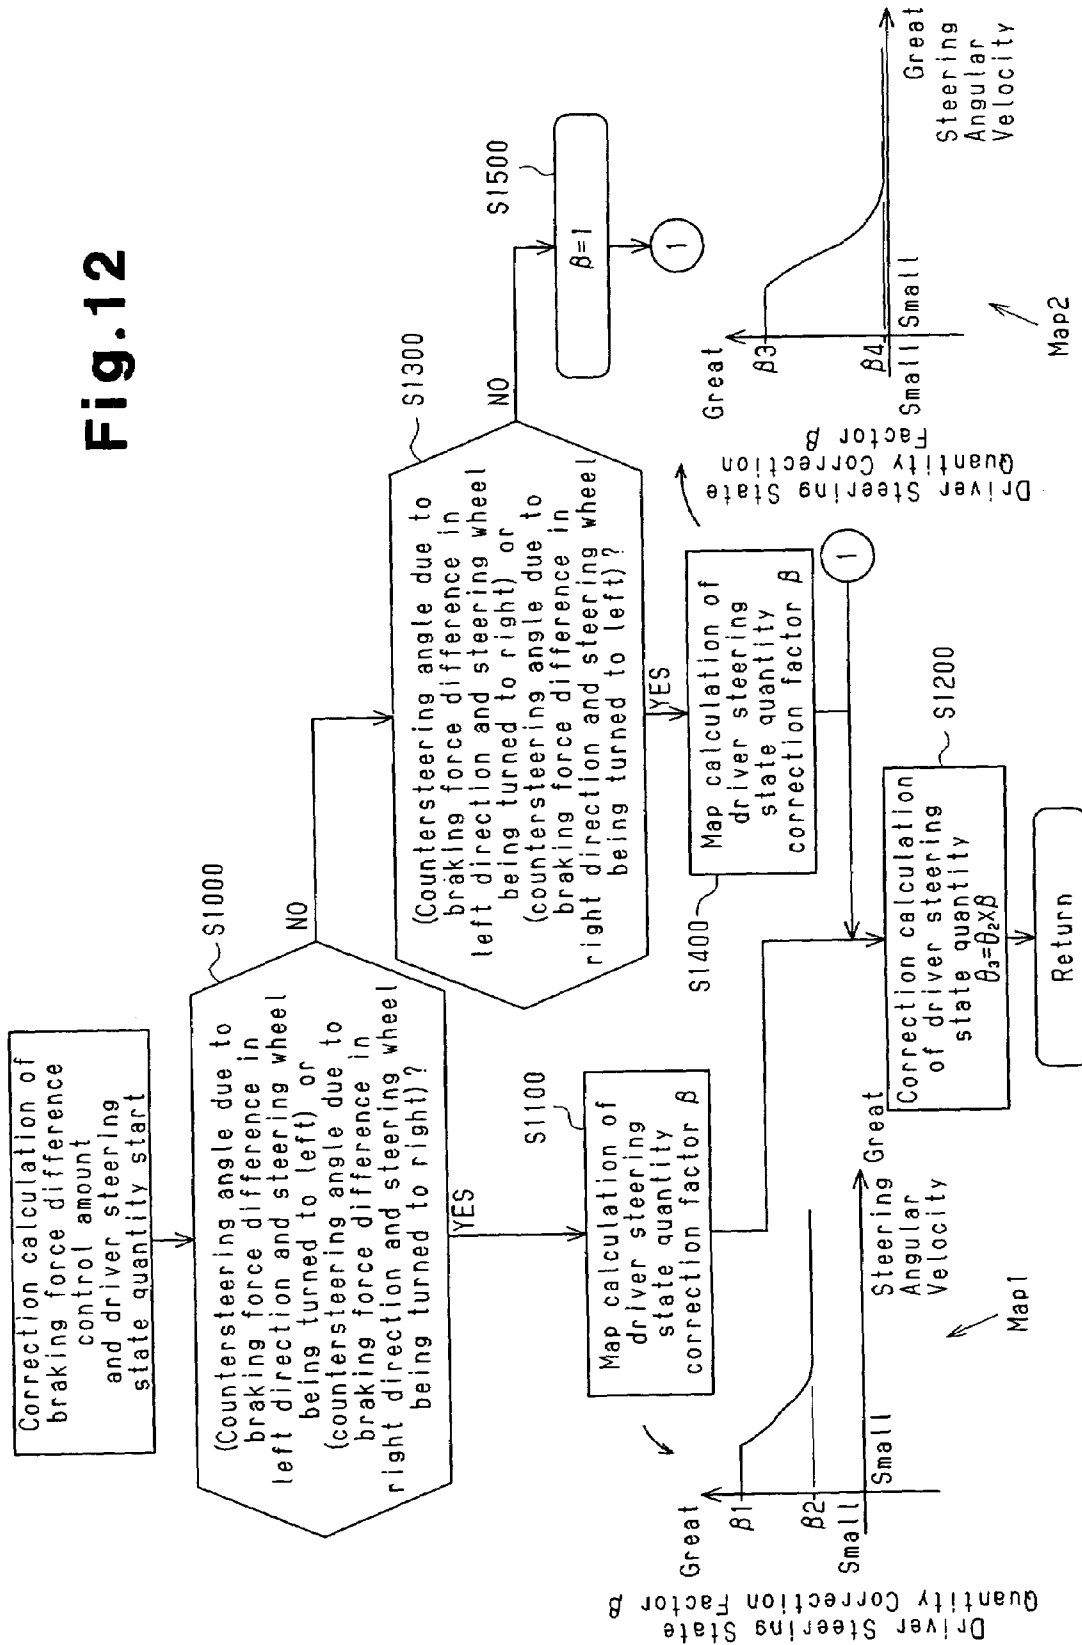 Fig.12
Correction calculation of
braking force difference
control amount
and driver steering
state quantity start
S1000
(Countersteering angle due to
braking force difference in
left direction and steering wheel
being turned to left) or
(countersteering angle due to
braking force difference in
right direction and steering wheel
being turned to right)?
NO
YES
S1300
(Countersteering angle due to
braking force difference in
left direction and steering wheel
being turned to right) or
(countersteering angle due to
braking force difference in
right direction and steering wheel
being turned to left)?
NO
YES
S1500
β=1
1
S1100
Map calculation of
driver steering
state quantity
correction factor β
S1400
Map calculation of
driver steering
state quantity
correction factor β
1
S1200
Correction calculation
of driver steering
state quantity
θ3=θ2×β
Return
Driver Steering State
Quantity Correction Factor β
Great
β1
β2
Small
Small
Great
Steering
Angular
Velocity
Map1
Driver Steering State
Quantity Correction
Factor β
Great
β3
β4
Small
Small
Great
Steering
Angular
Velocity
Map2